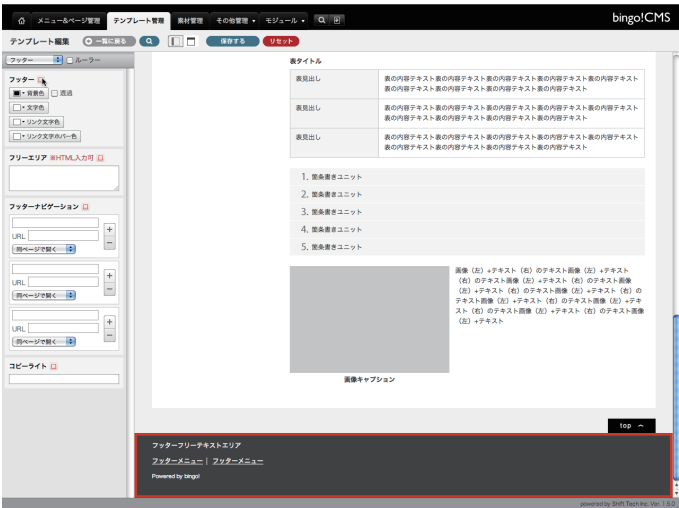 メニュー&ページ管理 テンプレート管理 素材管理 その他管理 モジュール bingo!CMS
テンプレート編集 一覧に戻る 保存する リセット
フッター ルーラー
フッター
背景色 透過
文字色
リンク文字色
リンク文字ホバー色
フリーエリア ※HTML入力可
フッターナビゲーション
URL
同ページで開く
URL
同ページで開く
URL
同ページで開く
コピーライト
表タイトル
表見出し 表の内容テキスト表の内容テキスト表の内容テキスト表の内容テキスト表の内容テキスト
表の内容テキスト表の内容テキスト表の内容テキスト表の内容テキスト
表見出し 表の内容テキスト表の内容テキスト表の内容テキスト表の内容テキスト表の内容テキスト
表の内容テキスト表の内容テキスト表の内容テキスト表の内容テキスト
表見出し 表の内容テキスト表の内容テキスト表の内容テキスト表の内容テキスト表の内容テキスト
表の内容テキスト表の内容テキスト表の内容テキスト表の内容テキスト
1. 箇条書きユニット
2. 箇条書きユニット
3. 箇条書きユニット
4. 箇条書きユニット
5. 箇条書きユニット
画像（左）+テキスト（右）のテキスト画像（左）+テキスト
（右）のテキスト画像（左）+テキスト（右）のテキスト画像
（左）+テキスト（右）のテキスト画像（左）+テキスト（右）の
テキスト画像（左）+テキスト（右）のテキスト画像（左）+テキ
スト（右）のテキスト画像（左）+テキスト（右）のテキスト画像
（左）+テキスト
画像キャプション
top
フッターフリーテキストエリア
フッターメニュー | フッターメニュー
Powered by bingo!
powered by Shift Tech Inc. Ver. 1.5.0